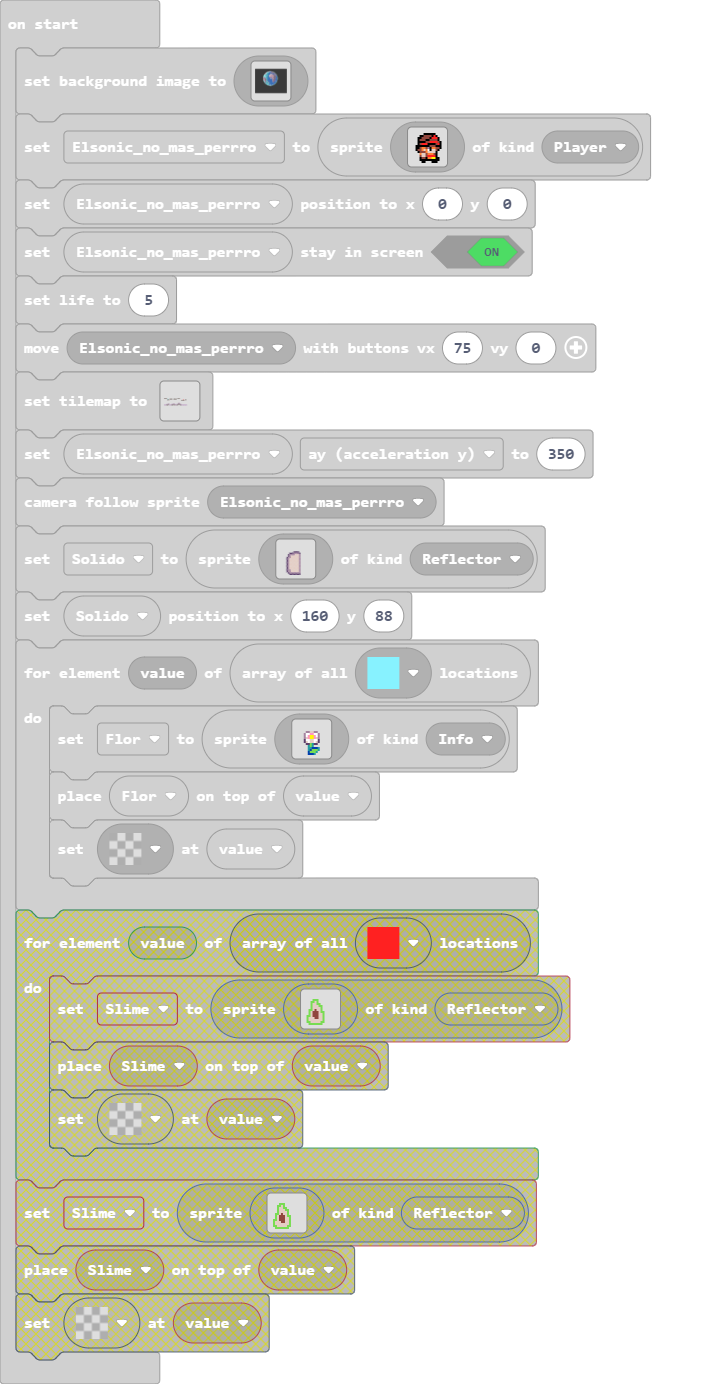 on start
set background image to
set Elsonic_no_mas_perrro to sprite of kind Player
set Elsonic_no_mas_perrro position to x 0 y 0
set Elsonic_no_mas_perrro stay in screen ON
set life to 5
move Elsonic_no_mas_perrro with buttons vx 75 vy 0
set tilemap to
set Elsonic_no_mas_perrro ay (acceleration y) to 350
camera follow sprite Elsonic_no_mas_perrro
set Solido to sprite of kind Reflector
set Solido position to x 160 y 88
for element value of array of all locations
do
set Flor to sprite of kind Info
place Flor on top of value
set at value
for element value of array of all locations
do
set Slime to sprite of kind Reflector
place Slime on top of value
set at value
set Slime to sprite of kind Reflector
place Slime on top of value
set at value